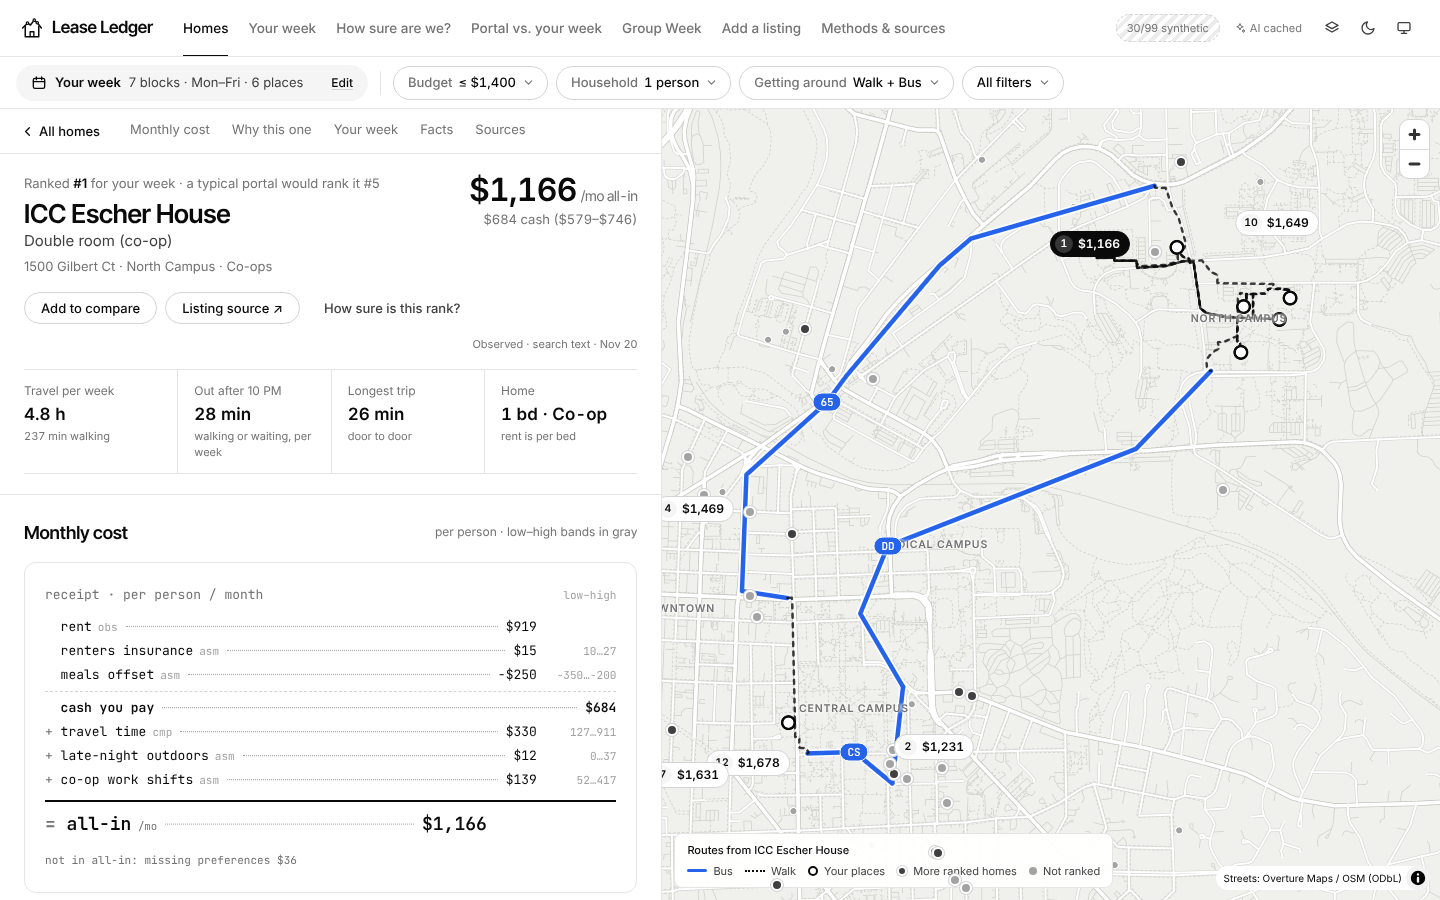 Lease Ledger
Homes
Your week
How sure are we?
Portal vs. your week
Group Week
Add a listing
Methods & sources
30/99 synthetic
AI cached
Your week 7 blocks · Mon–Fri · 6 places Edit
Budget ≤ $1,400
Household 1 person
Getting around Walk + Bus
All filters
All homes
Monthly cost
Why this one
Your week
Facts
Sources
Ranked #1 for your week · a typical portal would rank it #5
ICC Escher House
Double room (co-op)
1500 Gilbert Ct · North Campus · Co-ops
$1,166 /mo all-in
$684 cash ($579–$746)
Add to compare
Listing source ↗
How sure is this rank?
Observed · search text · Nov 20
Travel per week
4.8 h
237 min walking
Out after 10 PM
28 min
walking or waiting, per
week
Longest trip
26 min
door to door
Home
1 bd · Co-op
rent is per bed
Monthly cost
per person · low–high bands in gray
receipt · per person / month low–high
rent obs $919
renters insurance asm $15 10…27
meals offset asm -$250 -350…-200
cash you pay $684
+ travel time cmp $330 127…911
+ late-night outdoors asm $12 0…37
+ co-op work shifts asm $139 52…417
= all-in /mo $1,166
not in all-in: missing preferences $36
+
−
10 $1,649
1 $1,166
NORTH CAMPUS
65
4 $1,469
DD
DICAL CAMPUS
WNTOWN
CENTRAL CAMPUS
CS
2 $1,231
12 $1,678
7 $1,631
Routes from ICC Escher House
Bus
Walk
Your places
More ranked homes
Not ranked
Streets: Overture Maps / OSM (ODbL)